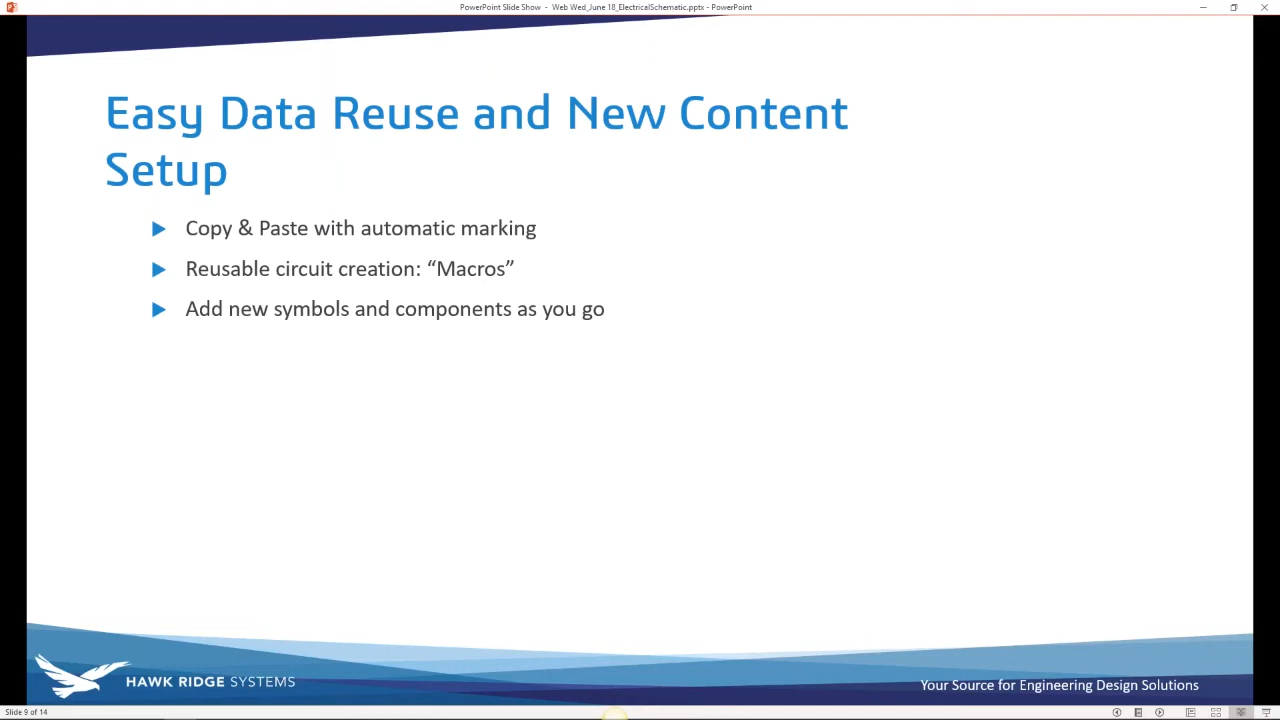 PowerPoint Slide Show - Web Wed_June 18_ElectricalSchematic.pptx - PowerPoint
Easy Data Reuse and New Content
Setup
Copy & Paste with automatic marking
Reusable circuit creation: “Macros”
Add new symbols and components as you go
HAWK RIDGE SYSTEMS
Your Source for Engineering Design Solutions
Slide 9 of 14